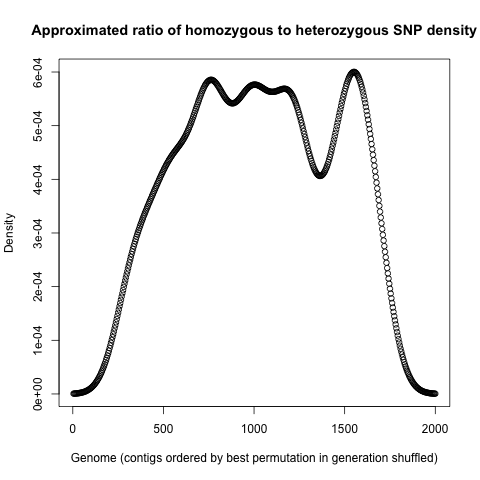 Approximated ratio of homozygous to heterozygous SNP density
6e-04
5e-04
4e-04
3e-04
2e-04
1e-04
0e+00
Density
0 500 1000 1500 2000
Genome (contigs ordered by best permutation in generation shuffled)